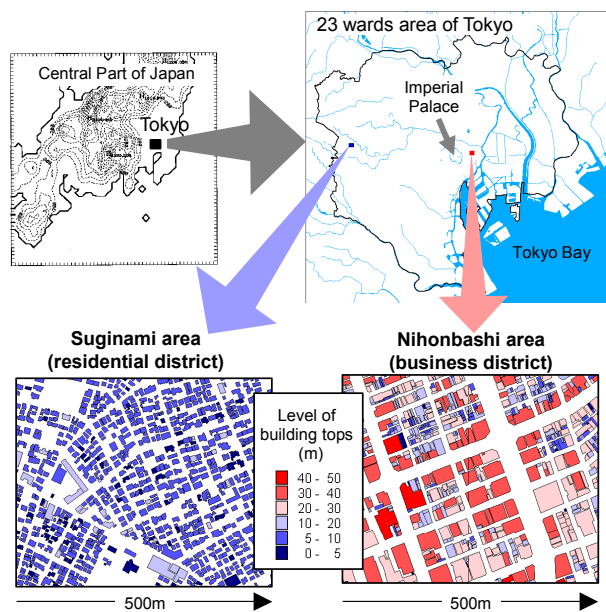 23 wards area of Tokyo
Central Part of Japan
Tokyo
Imperial
Palace
Tokyo Bay
Suginami area
(residential district)
Nihonbashi area
(business district)
Level of
building tops
(m)
40 - 50
30 - 40
20 - 30
10 - 20
5 - 10
0 - 5
500m
500m